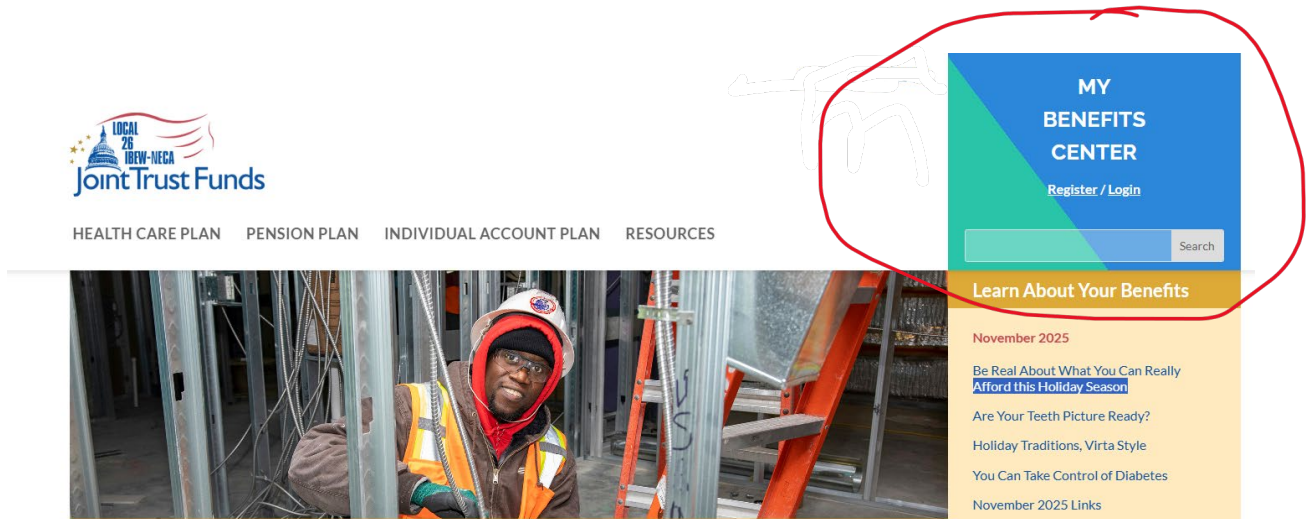 LOCAL
26
IBEW-NECA
Joint Trust Funds
HEALTH CARE PLAN PENSION PLAN INDIVIDUAL ACCOUNT PLAN RESOURCES
MY
BENEFITS
CENTER
Register / Login
Search
Learn About Your Benefits
November 2025
Be Real About What You Can Really
Afford this Holiday Season
Are Your Teeth Picture Ready?
Holiday Traditions, Virta Style
You Can Take Control of Diabetes
November 2025 Links